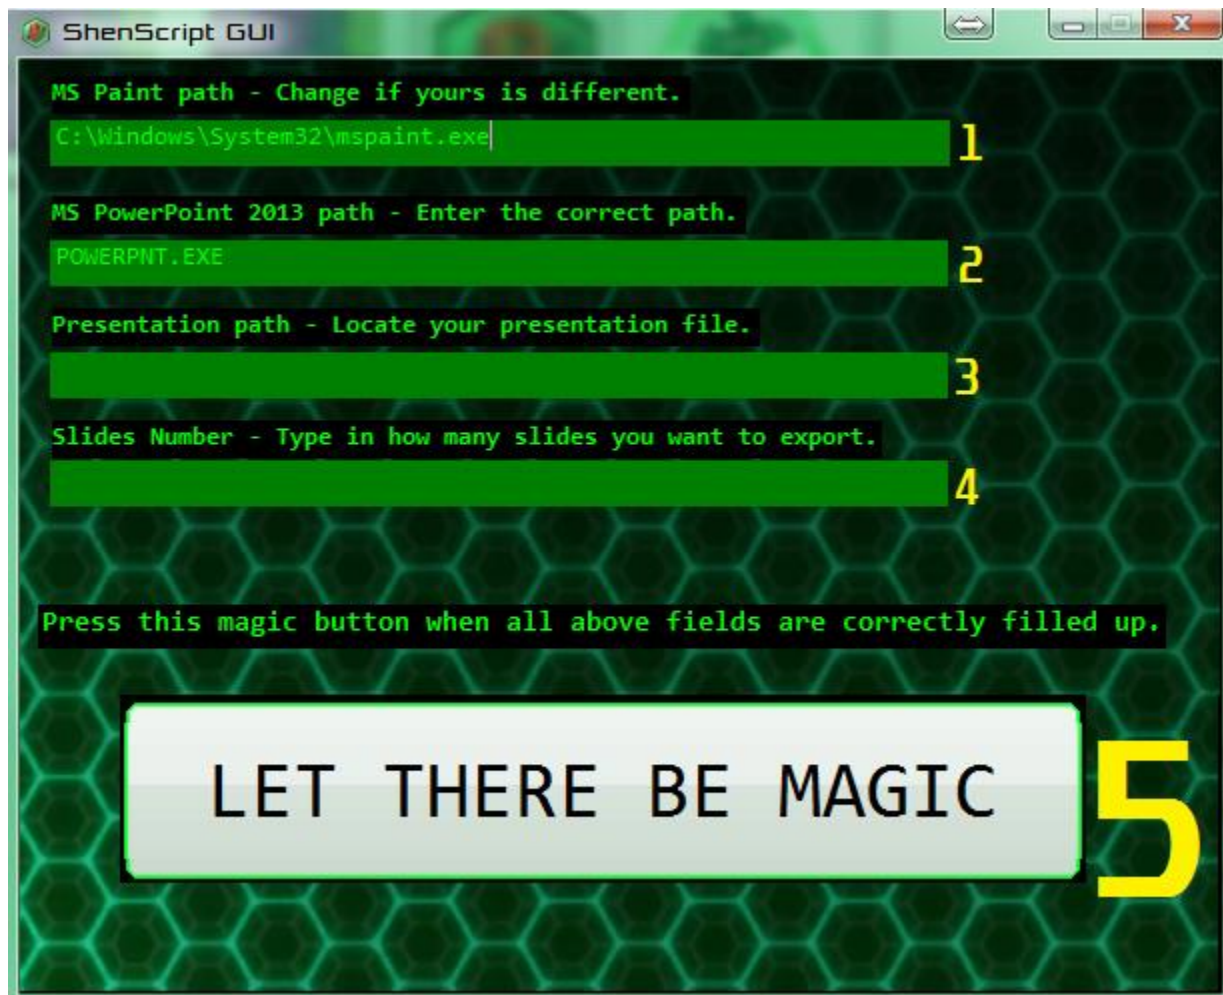 ShenScript GUI
MS Paint path - Change if yours is different.
C:\Windows\System32\mspaint.exe
1
MS PowerPoint 2013 path - Enter the correct path.
POWERPNT.EXE
2
Presentation path - Locate your presentation file.
3
Slides Number - Type in how many slides you want to export.
4
Press this magic button when all above fields are correctly filled up.
LET THERE BE MAGIC
5